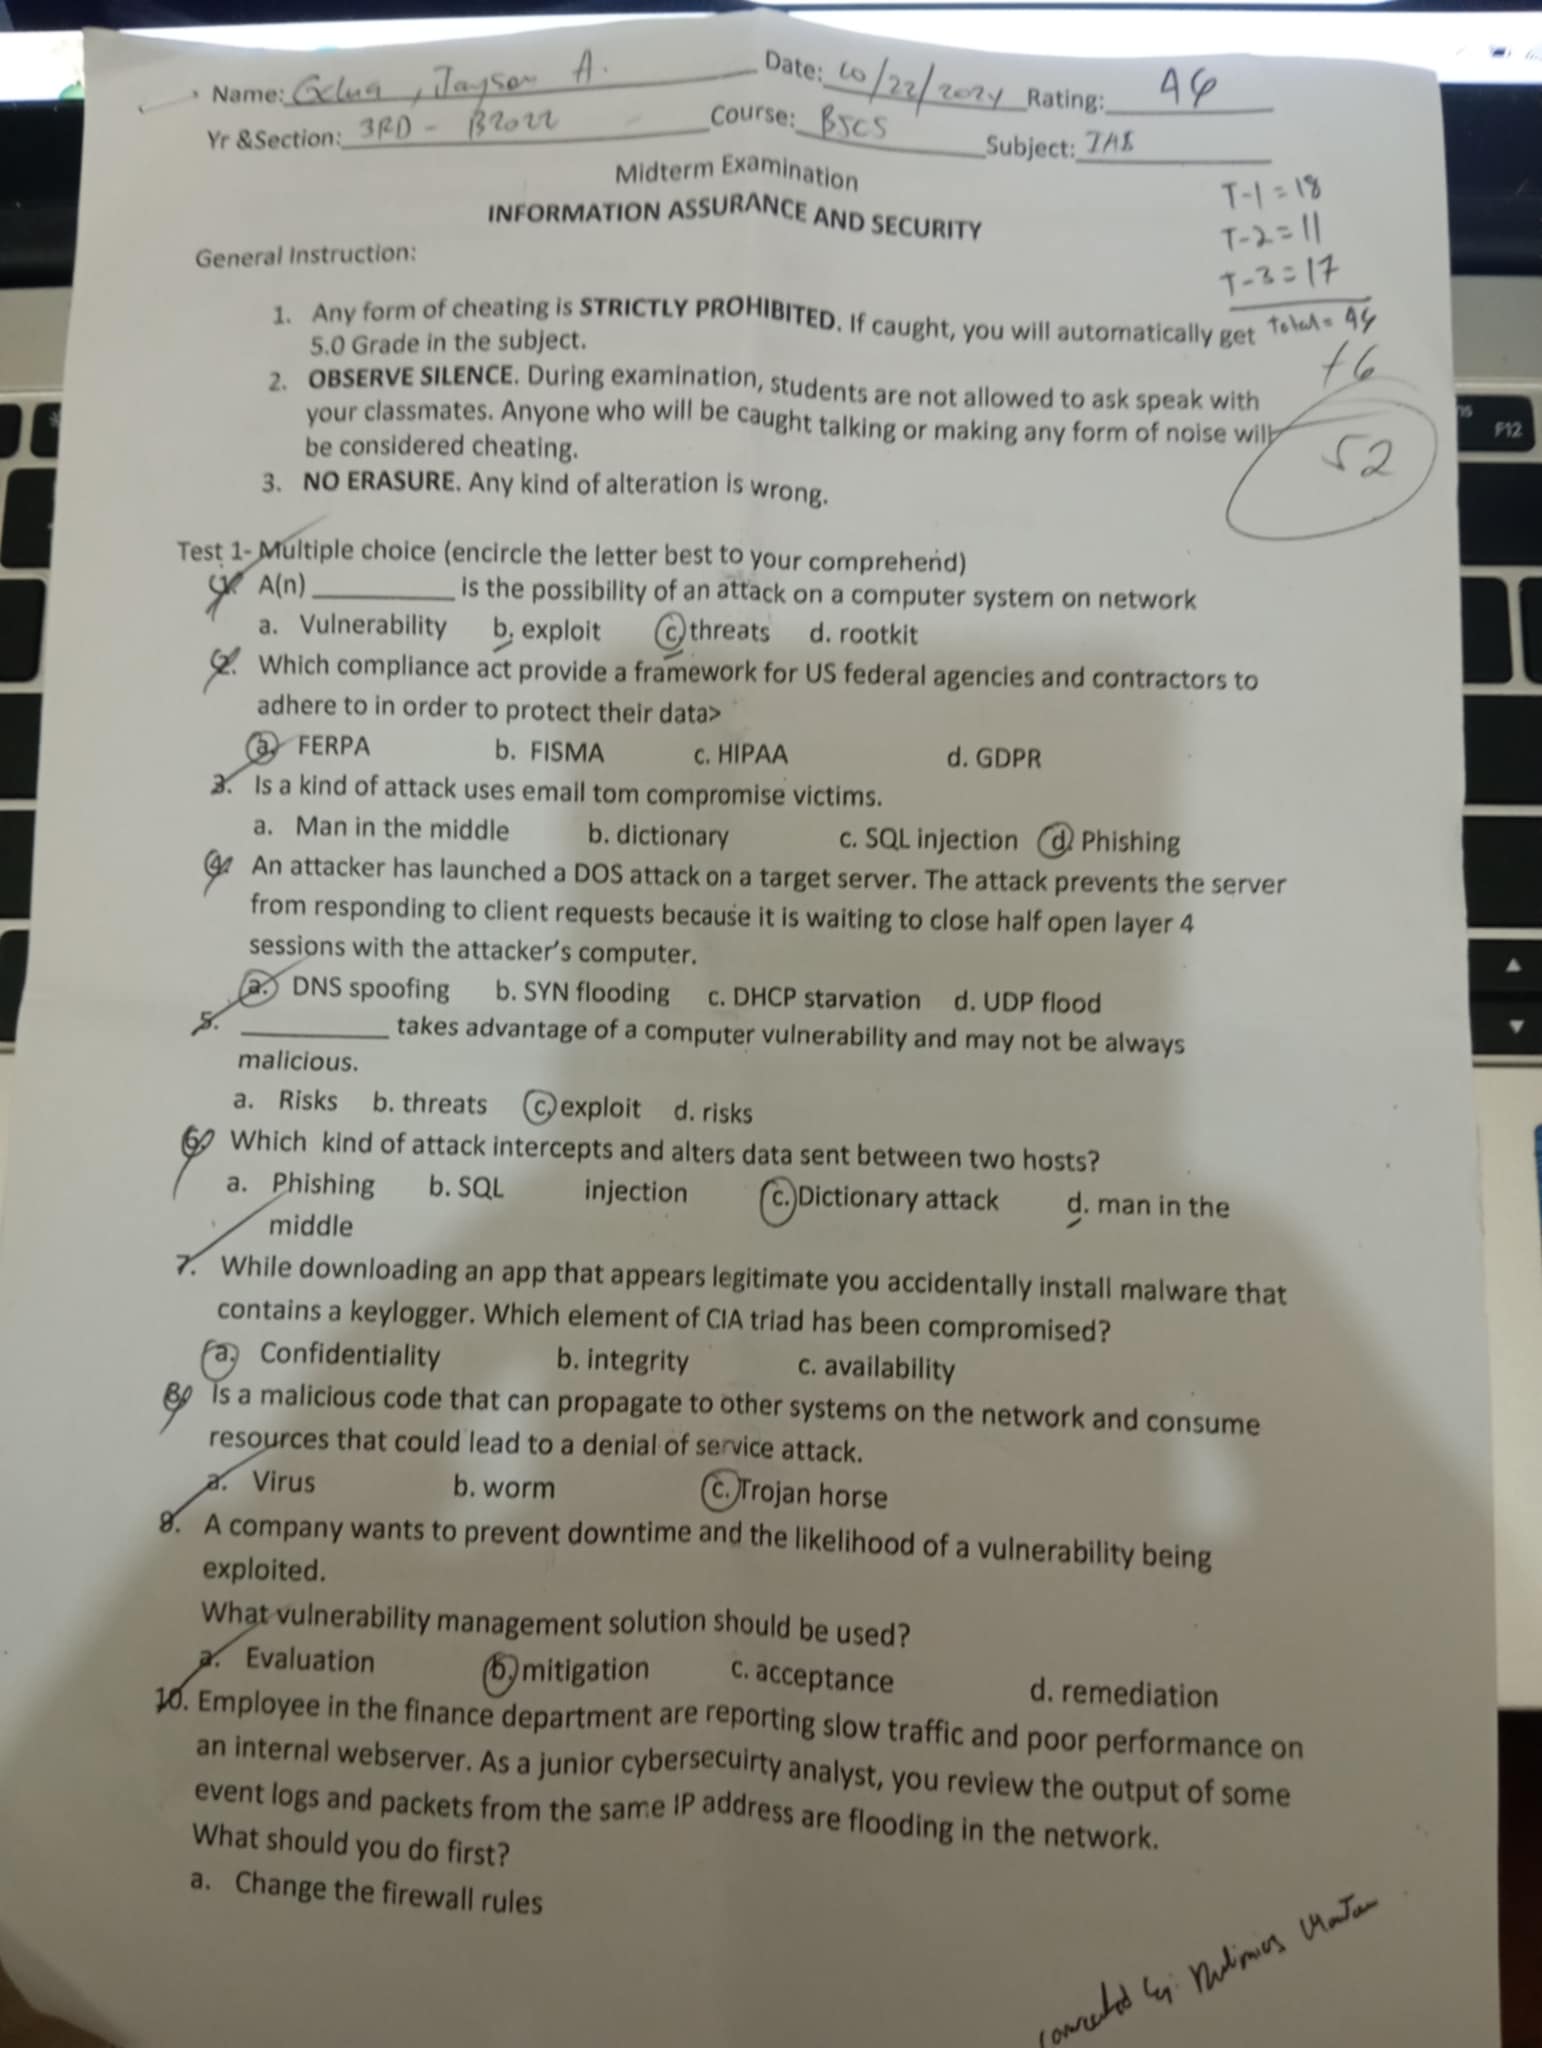 Name: Jayson A. Date: 10/22/2024 Rating: 46
Yr &Section: 3RD - B2022 Course: BSCS Subject: IAS
Midterm Examination
INFORMATION ASSURANCE AND SECURITY
T-1 = 18
T-2 = 11
T-3 = 17
Total = 46
+6
52
General Instruction:
1. Any form of cheating is STRICTLY PROHIBITED. If caught, you will automatically get
5.0 Grade in the subject.
2. OBSERVE SILENCE. During examination, students are not allowed to ask speak with
your classmates. Anyone who will be caught talking or making any form of noise will
be considered cheating.
3. NO ERASURE. Any kind of alteration is wrong.
Test 1- Multiple choice (encircle the letter best to your comprehend)
1. A(n) __________ is the possibility of an attack on a computer system on network
a. Vulnerability b. exploit c. threats d. rootkit
2. Which compliance act provide a framework for US federal agencies and contractors to
adhere to in order to protect their data>
a. FERPA b. FISMA c. HIPAA d. GDPR
3. Is a kind of attack uses email tom compromise victims.
a. Man in the middle b. dictionary c. SQL injection d. Phishing
4. An attacker has launched a DOS attack on a target server. The attack prevents the server
from responding to client requests because it is waiting to close half open layer 4
sessions with the attacker's computer.
a. DNS spoofing b. SYN flooding c. DHCP starvation d. UDP flood
5. __________ takes advantage of a computer vulnerability and may not be always
malicious.
a. Risks b. threats c. exploit d. risks
6. Which kind of attack intercepts and alters data sent between two hosts?
a. Phishing b. SQL injection c. Dictionary attack d. man in the
middle
7. While downloading an app that appears legitimate you accidentally install malware that
contains a keylogger. Which element of CIA triad has been compromised?
a. Confidentiality b. integrity c. availability
8. Is a malicious code that can propagate to other systems on the network and consume
resources that could lead to a denial of service attack.
a. Virus b. worm c. Trojan horse
9. A company wants to prevent downtime and the likelihood of a vulnerability being
exploited.
What vulnerability management solution should be used?
a. Evaluation b. mitigation c. acceptance d. remediation
10. Employee in the finance department are reporting slow traffic and poor performance on
an internal webserver. As a junior cybersecuirty analyst, you review the output of some
event logs and packets from the same IP address are flooding in the network.
What should you do first?
a. Change the firewall rules
corrected by:
F12